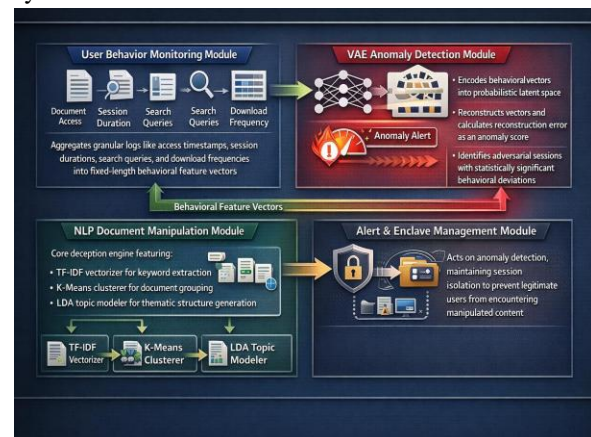 User Behavior Monitoring Module
Document
Access
Session
Duration
Search
Queries
Search
Queries
Download
Frequency
Aggregates granular logs like access timestamps, session
durations, search queries, and download frequencies
into fixed-length behavioral feature vectors
VAE Anomaly Detection Module
Anomaly Alert
• Encodes behavioral vectors
into probabilistic latent space
• Reconstructs vectors and
calculates reconstruction error
as an anomaly score
• Identifies adversarial sessions
with statistically significant
behavioral deviations
Behavioral Feature Vectors
NLP Document Manipulation Module
Core deception engine featuring:
• TF-IDF vectorizer for keyword extraction
• K-Means clusterer for document grouping
• LDA topic modeler for thematic structure generation
TF-IDF
Vectorizer
K-Means
Clusterer
LDA Topic
Modeler
Alert & Enclave Management Module
Acts on anomaly detection,
maintaining session
isolation to prevent legitimate
users from encountering
manipulated content